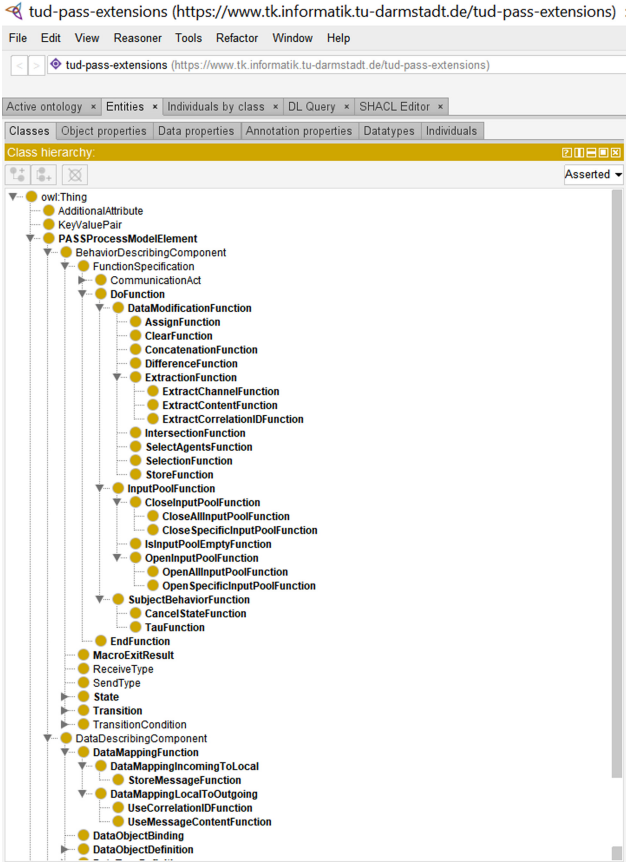 tud-pass-extensions (https://www.tk.informatik.tu-darmstadt.de/tud-pass-extensions)
File Edit View Reasoner Tools Refactor Window Help
< > tud-pass-extensions (https://www.tk.informatik.tu-darmstadt.de/tud-pass-extensions)
Active ontology × Entities × Individuals by class × DL Query × SHACL Editor ×
Classes Object properties Data properties Annotation properties Datatypes Individuals
Class hierarchy:
Asserted
owl:Thing
AdditionalAttribute
KeyValuePair
PASSProcessModelElement
BehaviorDescribingComponent
FunctionSpecification
CommunicationAct
DoFunction
DataModificationFunction
AssignFunction
ClearFunction
ConcatenationFunction
DifferenceFunction
ExtractionFunction
ExtractChannelFunction
ExtractContentFunction
ExtractCorrelationIDFunction
IntersectionFunction
SelectAgentsFunction
SelectionFunction
StoreFunction
InputPoolFunction
CloseInputPoolFunction
CloseAllInputPoolFunction
CloseSpecificInputPoolFunction
IsInputPoolEmptyFunction
OpenInputPoolFunction
OpenAllInputPoolFunction
OpenSpecificInputPoolFunction
SubjectBehaviorFunction
CancelStateFunction
TauFunction
EndFunction
MacroExitResult
ReceiveType
SendType
State
Transition
TransitionCondition
DataDescribingComponent
DataMappingFunction
DataMappingIncomingToLocal
StoreMessageFunction
DataMappingLocalToOutgoing
UseCorrelationIDFunction
UseMessageContentFunction
DataObjectBinding
DataObjectDefinition